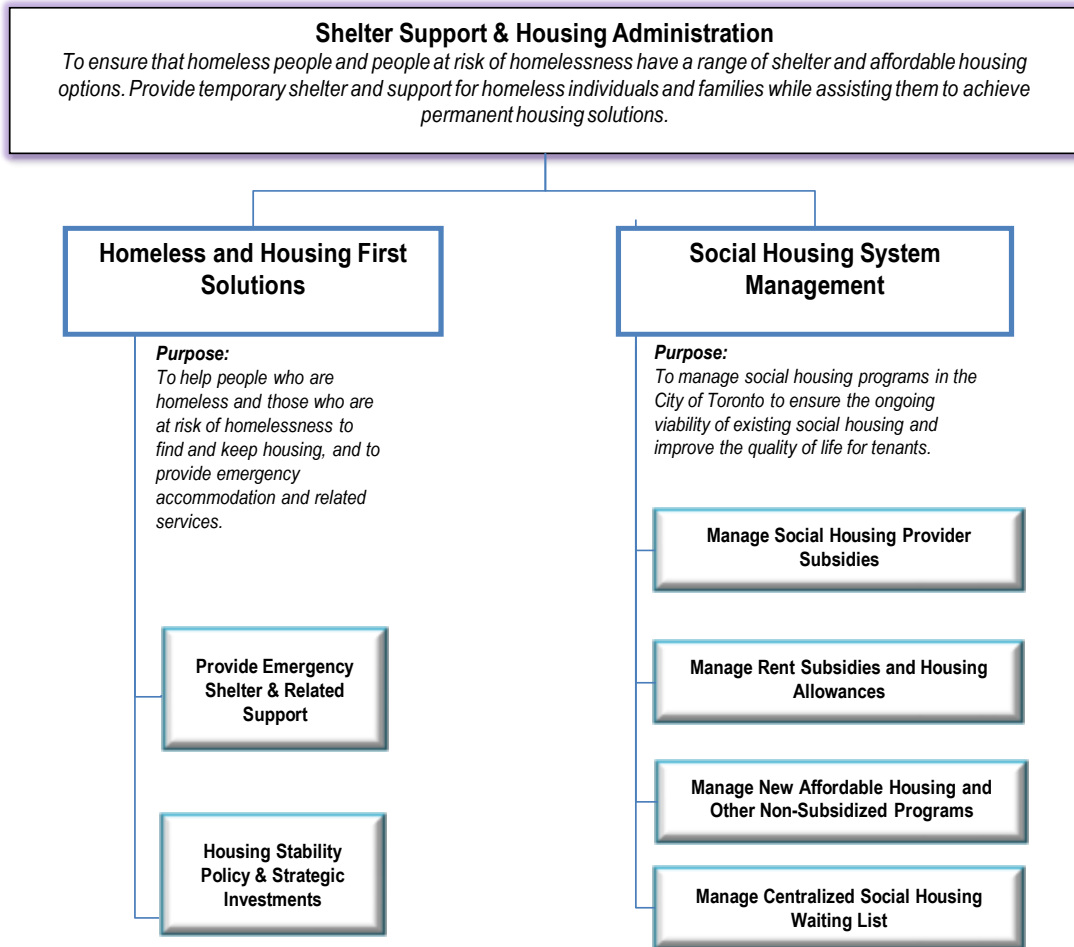 Shelter Support & Housing Administration
To ensure that homeless people and people at risk of homelessness have a range of shelter and affordable housing
options. Provide temporary shelter and support for homeless individuals and families while assisting them to achieve
permanent housing solutions.
Homeless and Housing First
Solutions
Purpose:
To help people who are
homeless and those who are
at risk of homelessness to
find and keep housing, and to
provide emergency
accommodation and related
services.
Provide Emergency
Shelter & Related
Support
Housing Stability
Policy & Strategic
Investments
Social Housing System
Management
Purpose:
To manage social housing programs in the
City of Toronto to ensure the ongoing
viability of existing social housing and
improve the quality of life for tenants.
Manage Social Housing Provider
Subsidies
Manage Rent Subsidies and Housing
Allowances
Manage New Affordable Housing and
Other Non-Subsidized Programs
Manage Centralized Social Housing
Waiting List